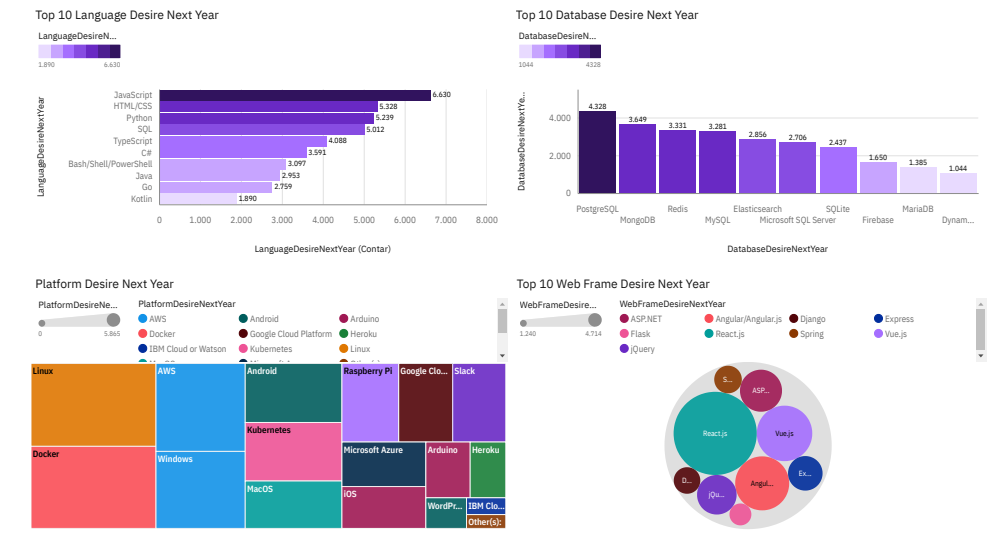 Top 10 Language Desire Next Year
LanguageDesireN...
1.890 6.630
LanguageDesireNextYear
JavaScript 6.630
HTML/CSS 5.328
Python 5.239
SQL 5.012
TypeScript 4.088
C# 3.591
Bash/Shell/PowerShell 3.097
Java 2.953
Go 2.759
Kotlin 1.890
0 1.000 2.000 3.000 4.000 5.000 6.000 7.000 8.000
LanguageDesireNextYear (Contar)
Top 10 Database Desire Next Year
DatabaseDesireN...
1044 4328
DatabaseDesireNextYe...
4.000
2.000
0
4.328 3.649 3.331 3.281 2.856 2.706 2.437 1.650 1.385 1.044
PostgreSQL Redis Elasticsearch SQLite MariaDB
MongoDB MySQL Microsoft SQL Server Firebase Dynam...
DatabaseDesireNextYear
Platform Desire Next Year
PlatformDesireNe...
0 5.865
PlatformDesireNextYear
AWS Android Arduino
Docker Google Cloud Platform Heroku
IBM Cloud or Watson Kubernetes Linux
Linux
Docker
AWS
Windows
Android
Kubernetes
MacOS
Raspberry Pi
Google Clo...
Slack
Microsoft Azure
iOS
Arduino
Heroku
WordPr...
IBM Clo...
Other(s):
Top 10 Web Frame Desire Next Year
WebFrameDesire...
1.240 4.714
WebFrameDesireNextYear
ASP.NET Angular/Angular.js Django Express
Flask React.js Spring Vue.js
jQuery
S...
ASP...
React.js
Vue.js
Ex...
D...
Angul...
jQu...